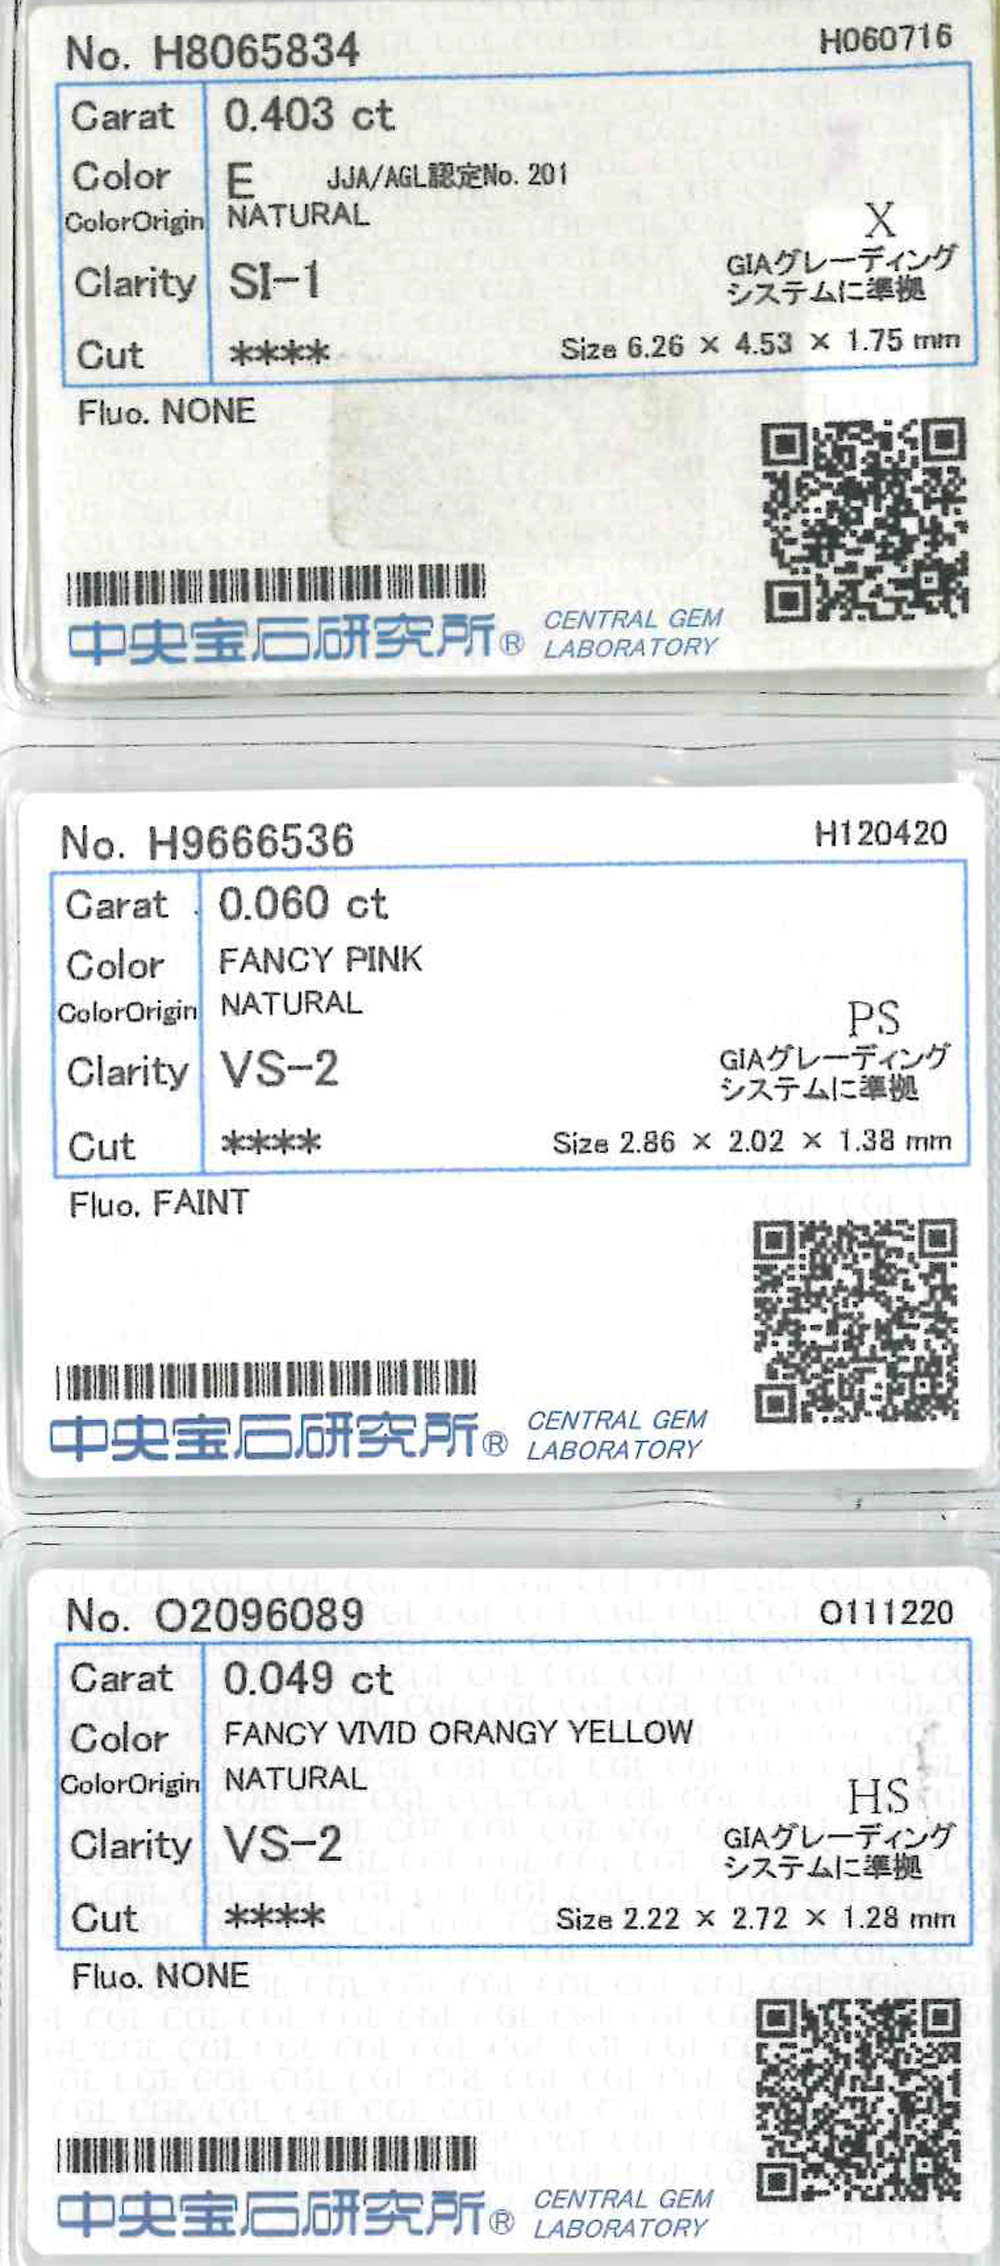 No. H8065834
H060716
Carat 0.403 ct
Color E JJA/AGL認定No. 201
ColorOrigin NATURAL
X
Clarity SI-1
GIAグレーディング
システムに準拠
Cut ****
Size 6.26 × 4.53 × 1.75 mm
Fluo. NONE
中央宝石研究所® CENTRAL GEM
LABORATORY
No. H9666536
H120420
Carat 0.060 ct
Color FANCY PINK
ColorOrigin NATURAL
PS
Clarity VS-2
GIAグレーディング
システムに準拠
Cut ****
Size 2.86 × 2.02 × 1.38 mm
Fluo. FAINT
中央宝石研究所® CENTRAL GEM
LABORATORY
No. O2096089
O111220
Carat 0.049 ct
Color FANCY VIVID ORANGY YELLOW
ColorOrigin NATURAL
HS
Clarity VS-2
GIAグレーディング
システムに準拠
Cut ****
Size 2.22 × 2.72 × 1.28 mm
Fluo. NONE
中央宝石研究所® CENTRAL GEM
LABORATORY